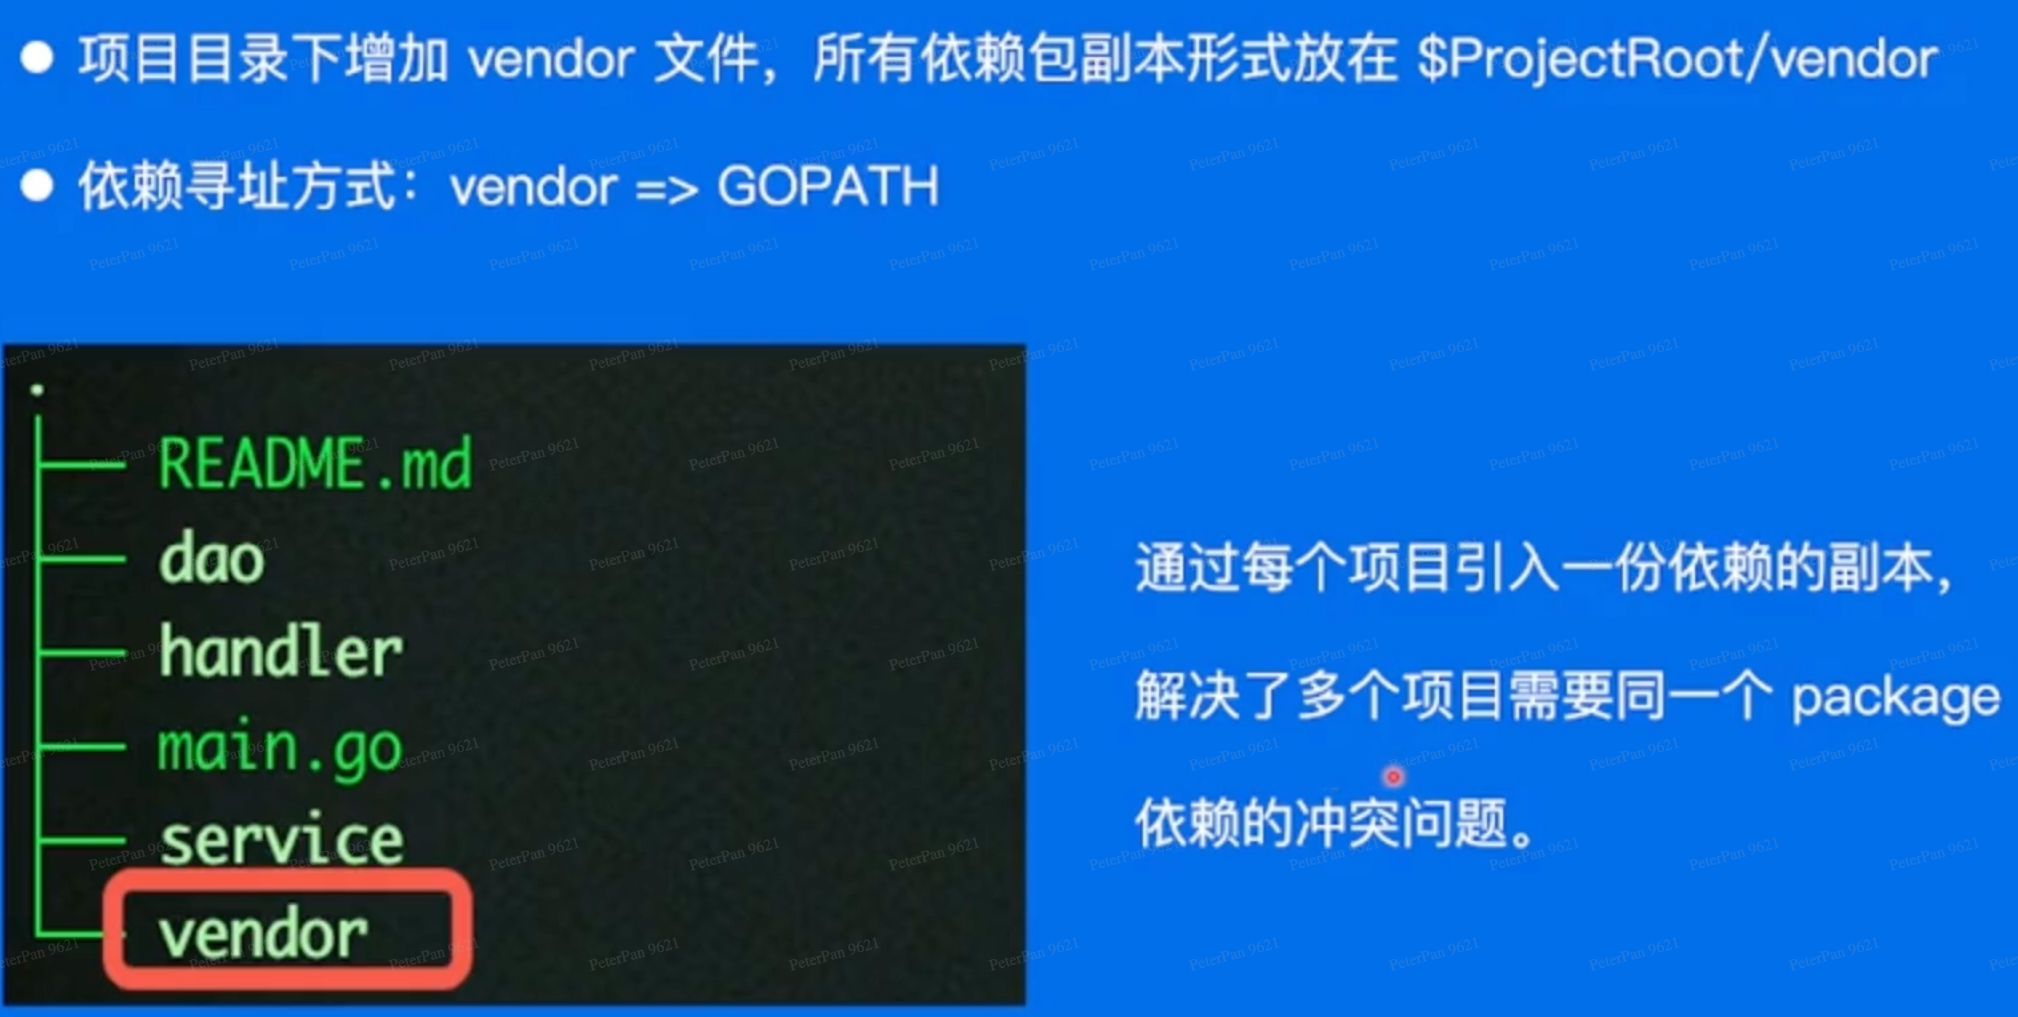 ● 项目目录下增加 vendor 文件，所有依赖包副本形式放在 $ProjectRoot/vendor
● 依赖寻址方式：vendor => GOPATH
.
README.md
dao
handler
main.go
service
vendor
通过每个项目引入一份依赖的副本，
解决了多个项目需要同一个 package
依赖的冲突问题。
PeterPan 9621